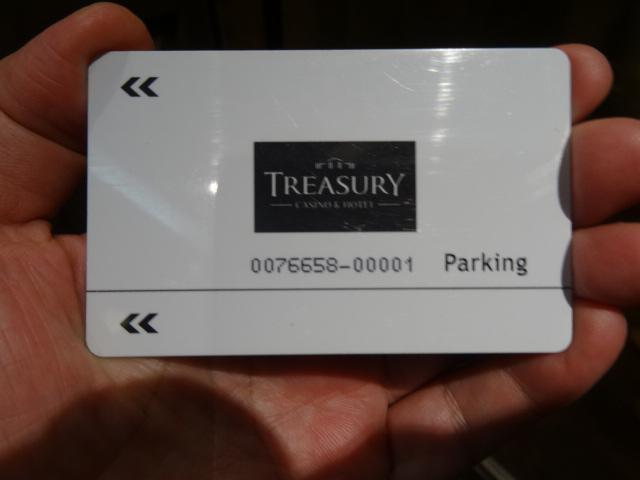 TREASURY
CASINO & HOTEL
0076658-00001 Parking